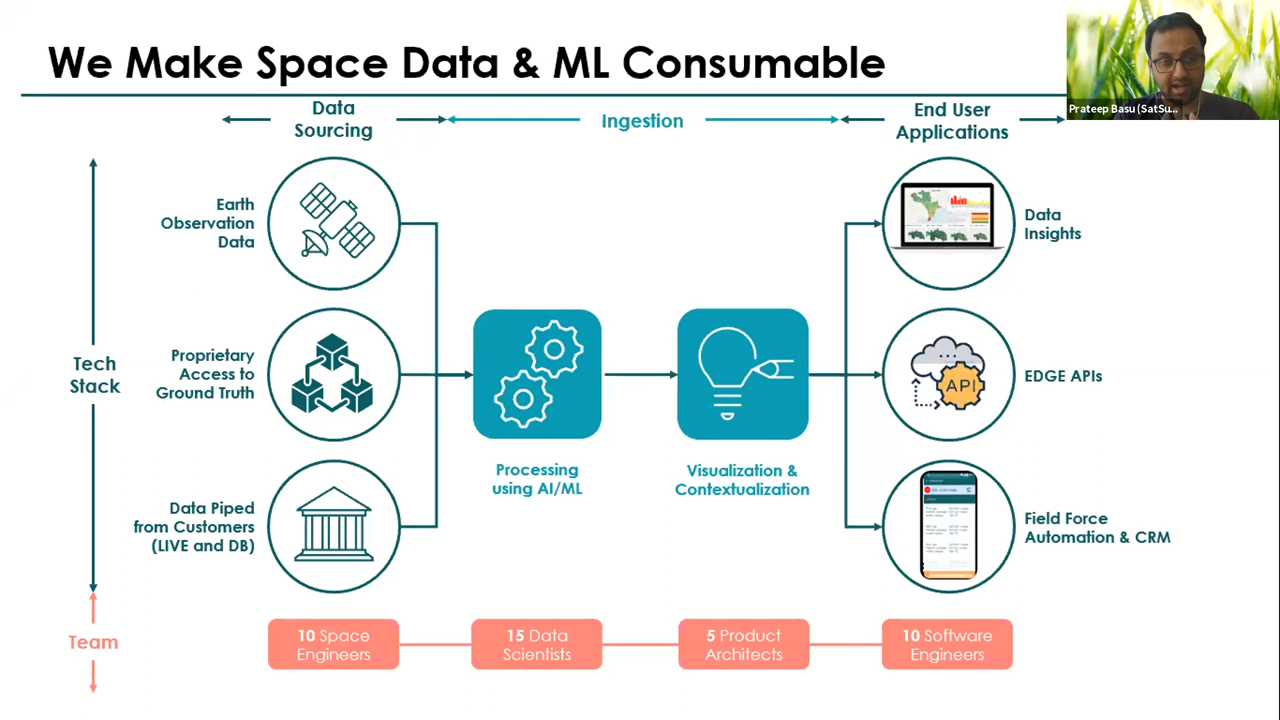 We Make Space Data & ML Consumable
Prateep Basu (SatSu...
Data
Sourcing
Ingestion
End User
Applications
Tech
Stack
Earth
Observation
Data
Proprietary
Access to
Ground Truth
Data Piped
from Customers
(LIVE and DB)
Processing
using AI/ML
Visualization &
Contextualization
Data
Insights
API
EDGE APIs
Field Force
Automation & CRM
Team
10 Space
Engineers
15 Data
Scientists
5 Product
Architects
10 Software
Engineers